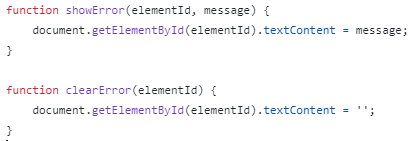 function showError(elementId, message) {
    document.getElementById(elementId).textContent = message;
}

function clearError(elementId) {
    document.getElementById(elementId).textContent = '';
}